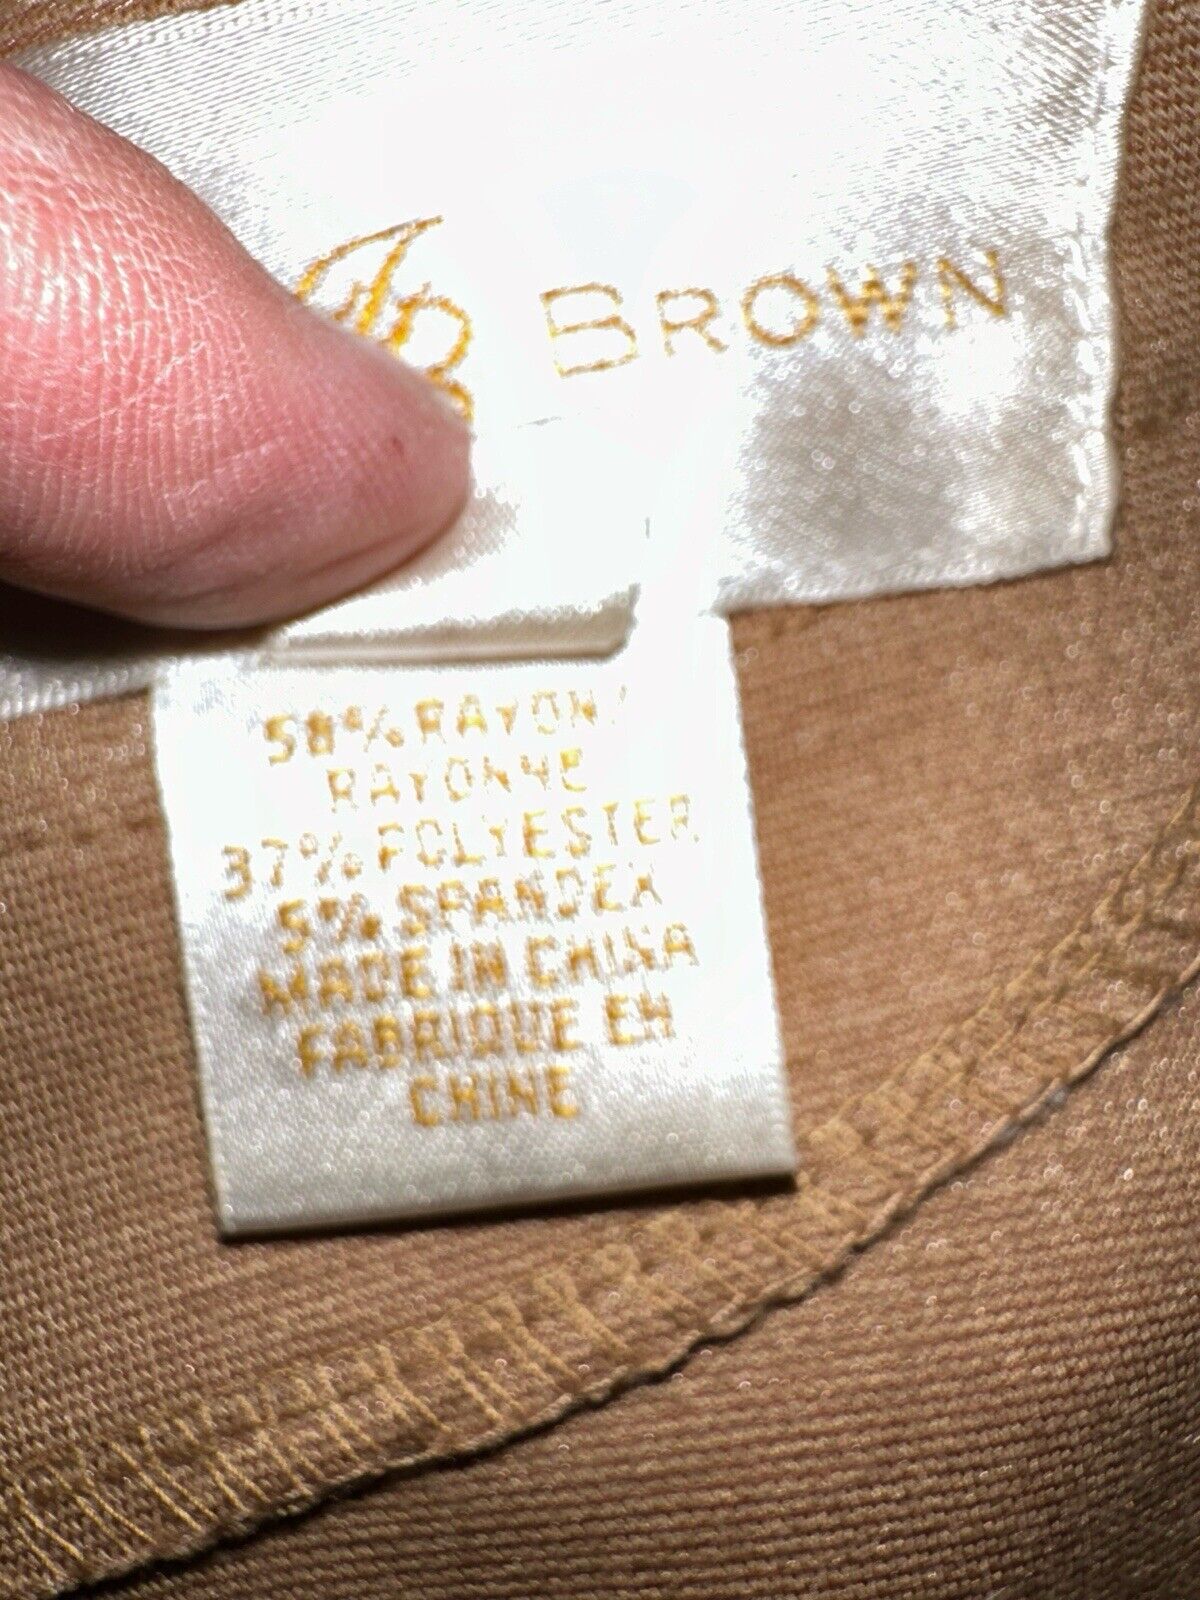 BROWN
58% RAYON/
RAYONNE
37% POLYESTER
5% SPANDEX
MADE IN CHINA
FABRIQUE EN
CHINE